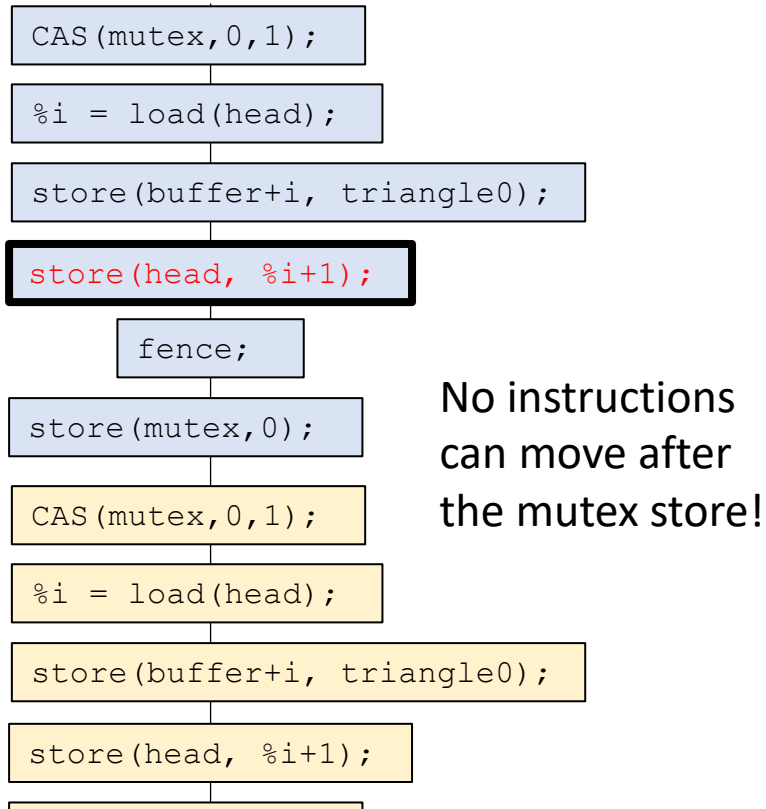 CAS(mutex,0,1);
%i = load(head);
store(buffer+i, triangle0);
store(head, %i+1);
fence;
store(mutex,0);
No instructions
can move after
the mutex store!
CAS(mutex,0,1);
%i = load(head);
store(buffer+i, triangle0);
store(head, %i+1);